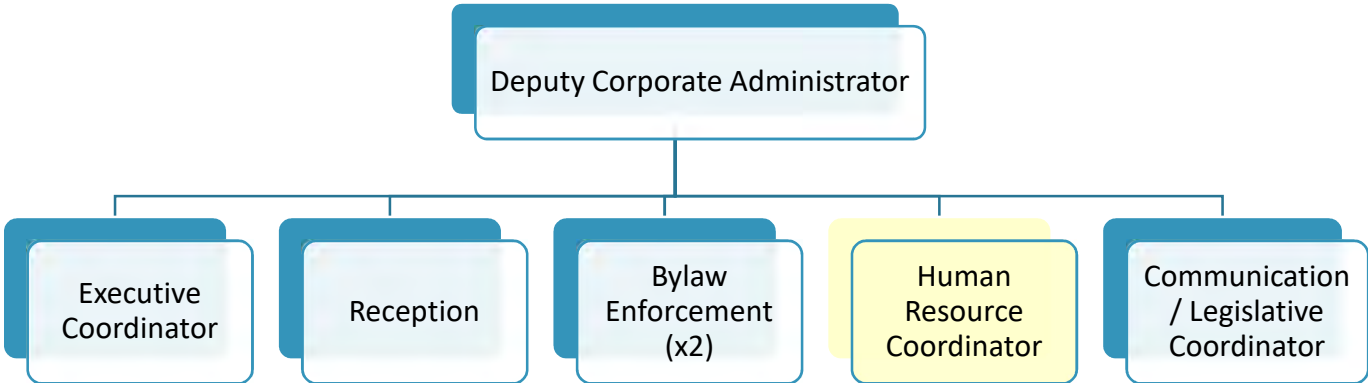 Deputy Corporate Administrator
Executive
Coordinator
Reception
Bylaw
Enforcement
(x2)
Human
Resource
Coordinator
Communication
/ Legislative
Coordinator